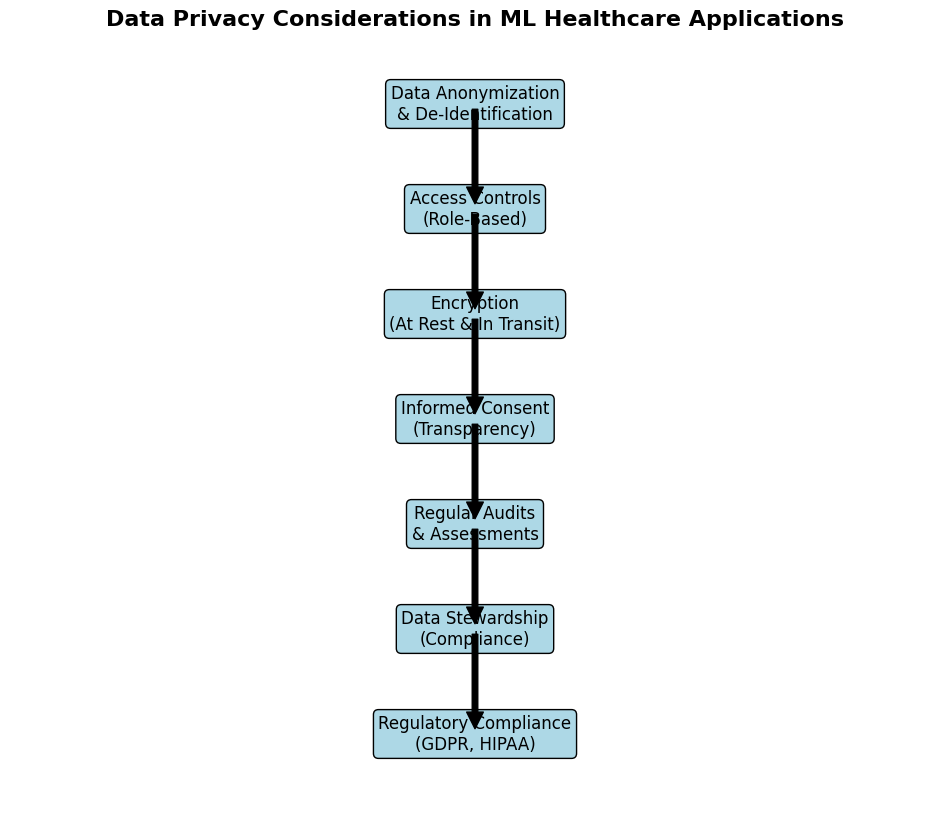 Data Privacy Considerations in ML Healthcare Applications
Data Anonymization
& De-Identification
Access Controls
(Role-Based)
Encryption
(At Rest & In Transit)
Informed Consent
(Transparency)
Regular Audits
& Assessments
Data Stewardship
(Compliance)
Regulatory Compliance
(GDPR, HIPAA)